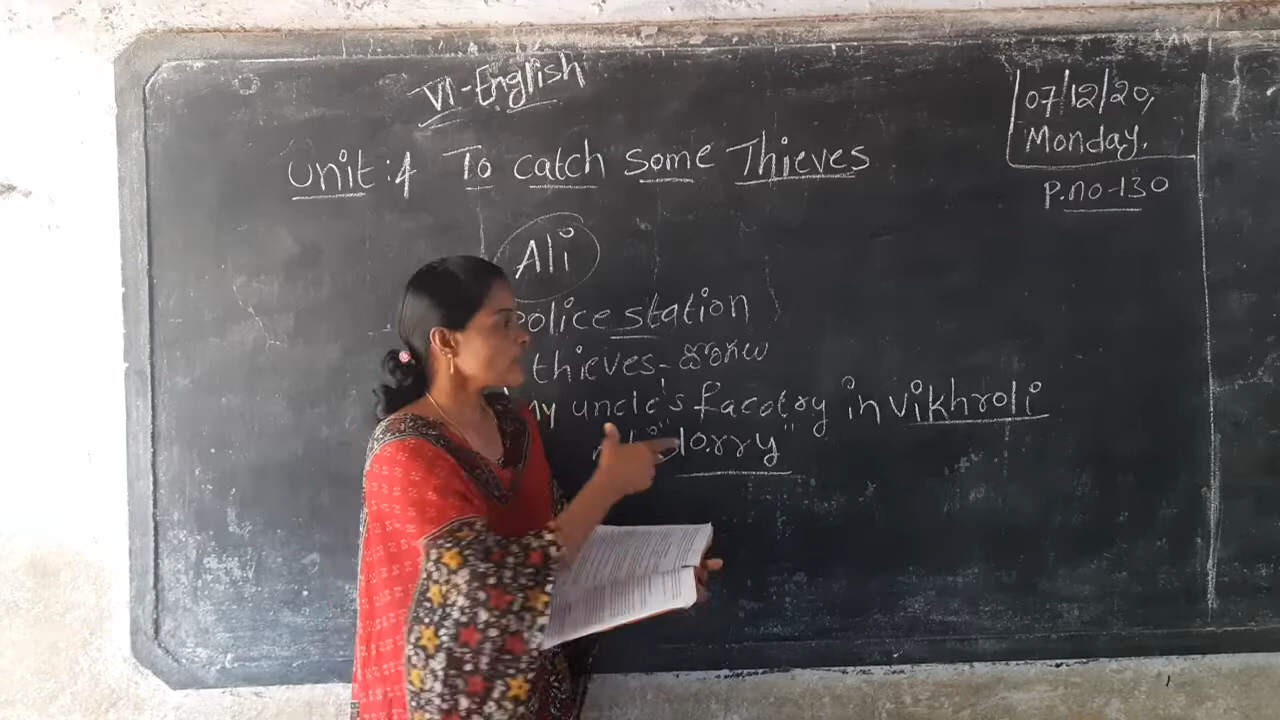 VI-English
07/12/20,
Monday.
P.no-130
Unit:4 To catch some Thieves
Ali
police station
thieves- దొంగలు
my uncle's facotry in vikhroli
"lorry"